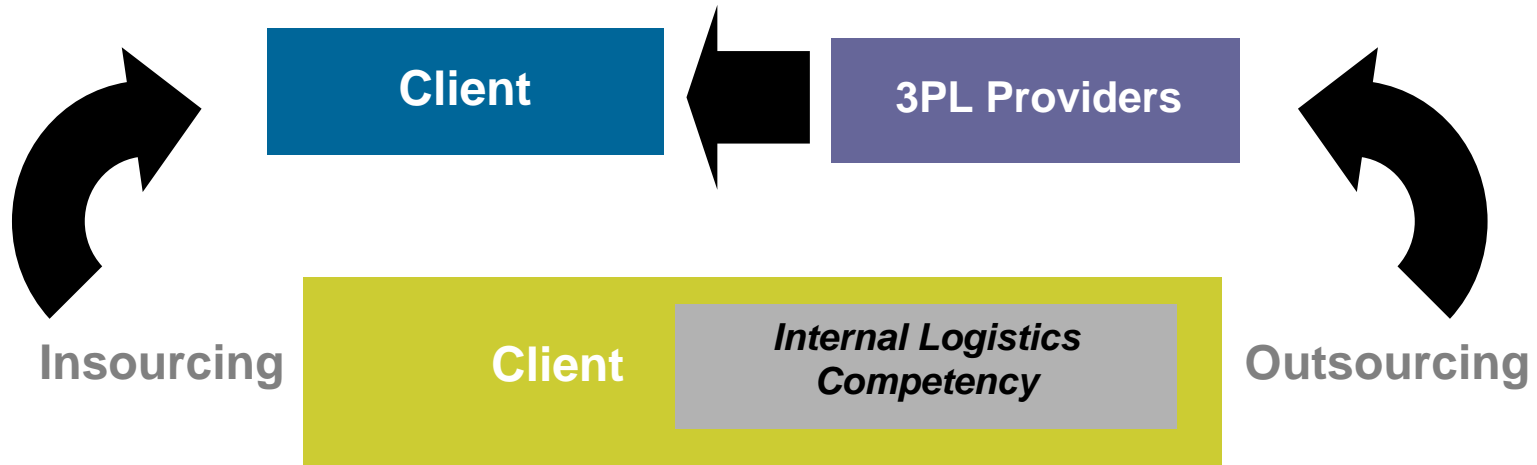 Client
3PL Providers
Insourcing
Client
Internal Logistics
Competency
Outsourcing